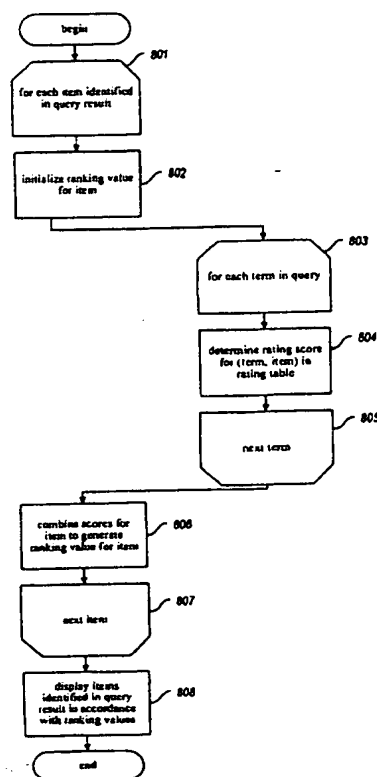 begin
801
for each item identified
in query result
initialize ranking value
for item
802
803
for each term in query
804
determine rating score
for (term, item) in
rating table
805
next term
806
combine scores for
item to generate
ranking value for item
807
next item
808
display items
identified in query
result in accordance
with ranking values
end